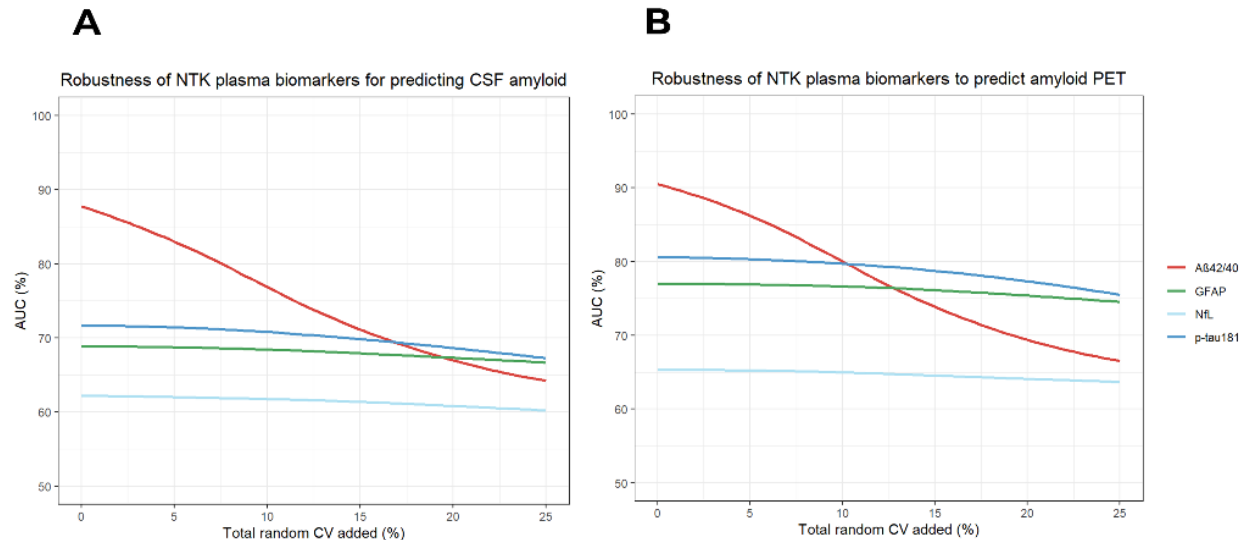 A
B
Robustness of NTK plasma biomarkers for predicting CSF amyloid
Robustness of NTK plasma biomarkers to predict amyloid PET
AUC (%)
100
90
80
70
60
50
0 5 10 15 20 25
Total random CV added (%)
AUC (%)
100
90
80
70
60
50
0 5 10 15 20 25
Total random CV added (%)
Aß42/40
GFAP
NfL
p-tau181